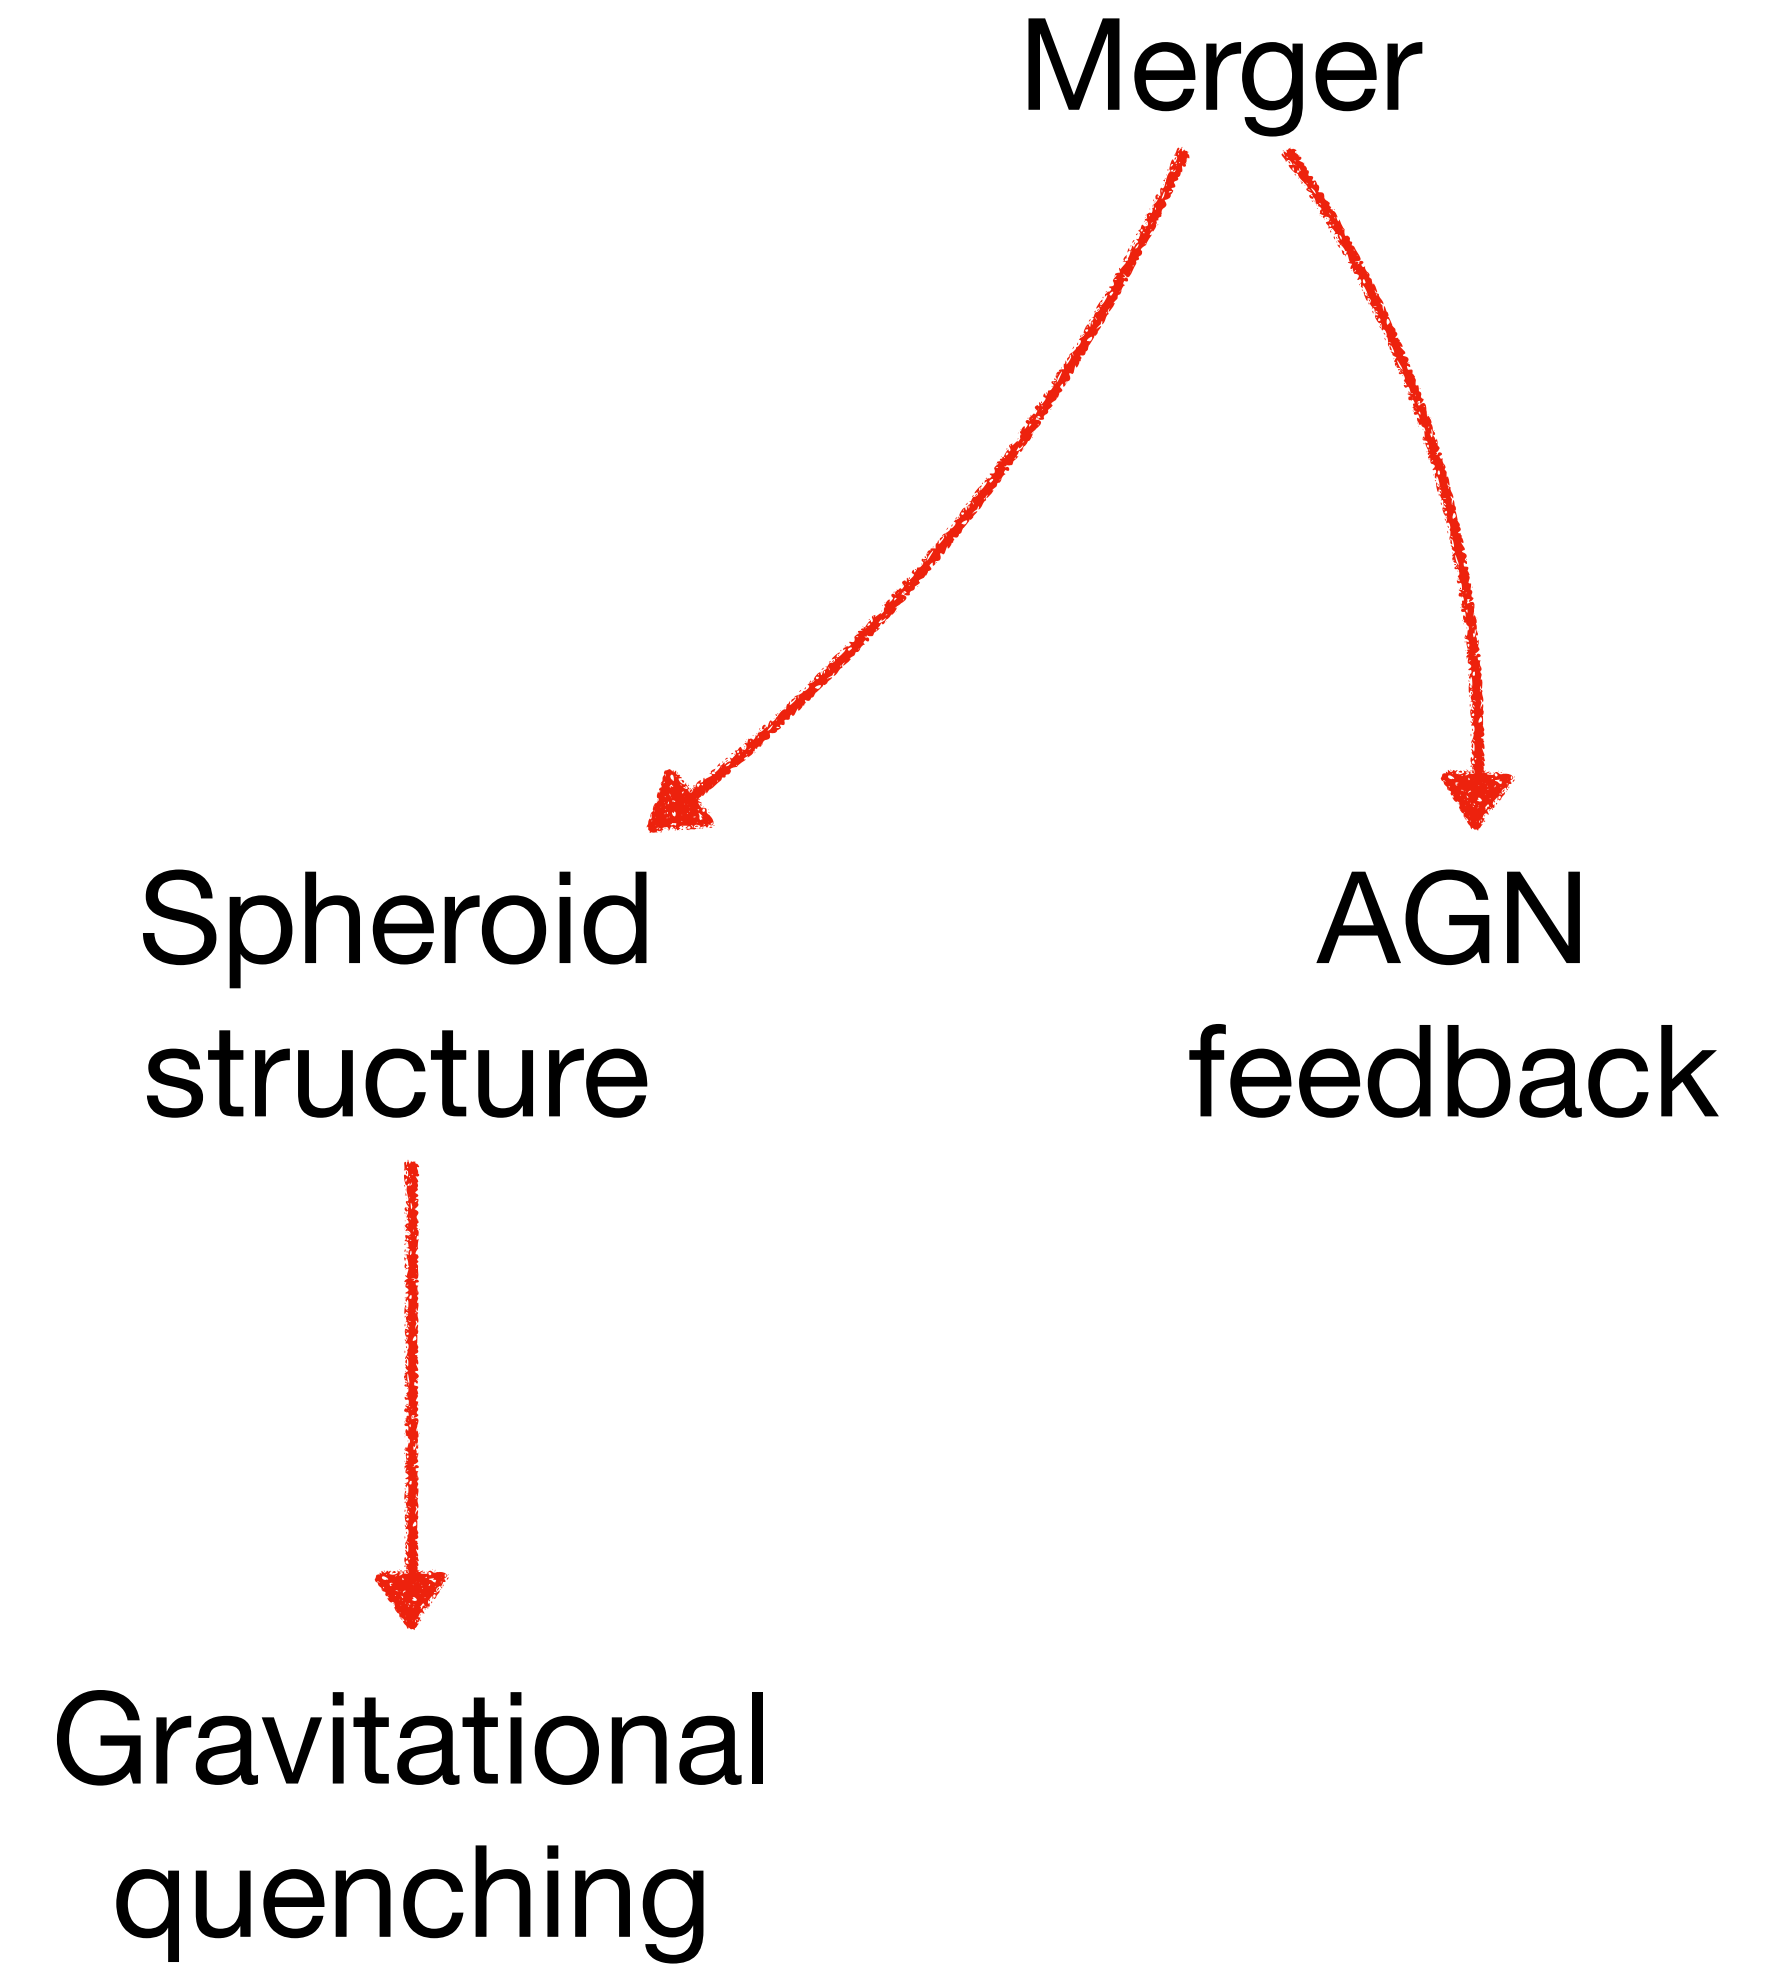 Merger
Spheroid
structure
AGN
feedback
Gravitational
quenching